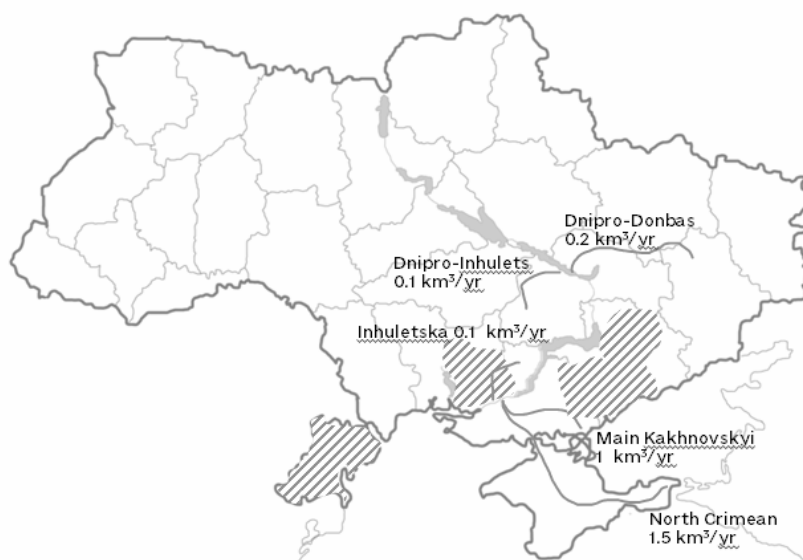 Dnipro-Donbas
0.2 km³/yr
Dnipro-Inhulets
0.1 km³/yr
Inhuletska 0.1 km³/yr
Main Kakhnovskyi
1 km³/yr
North Crimean
1.5 km³/yr